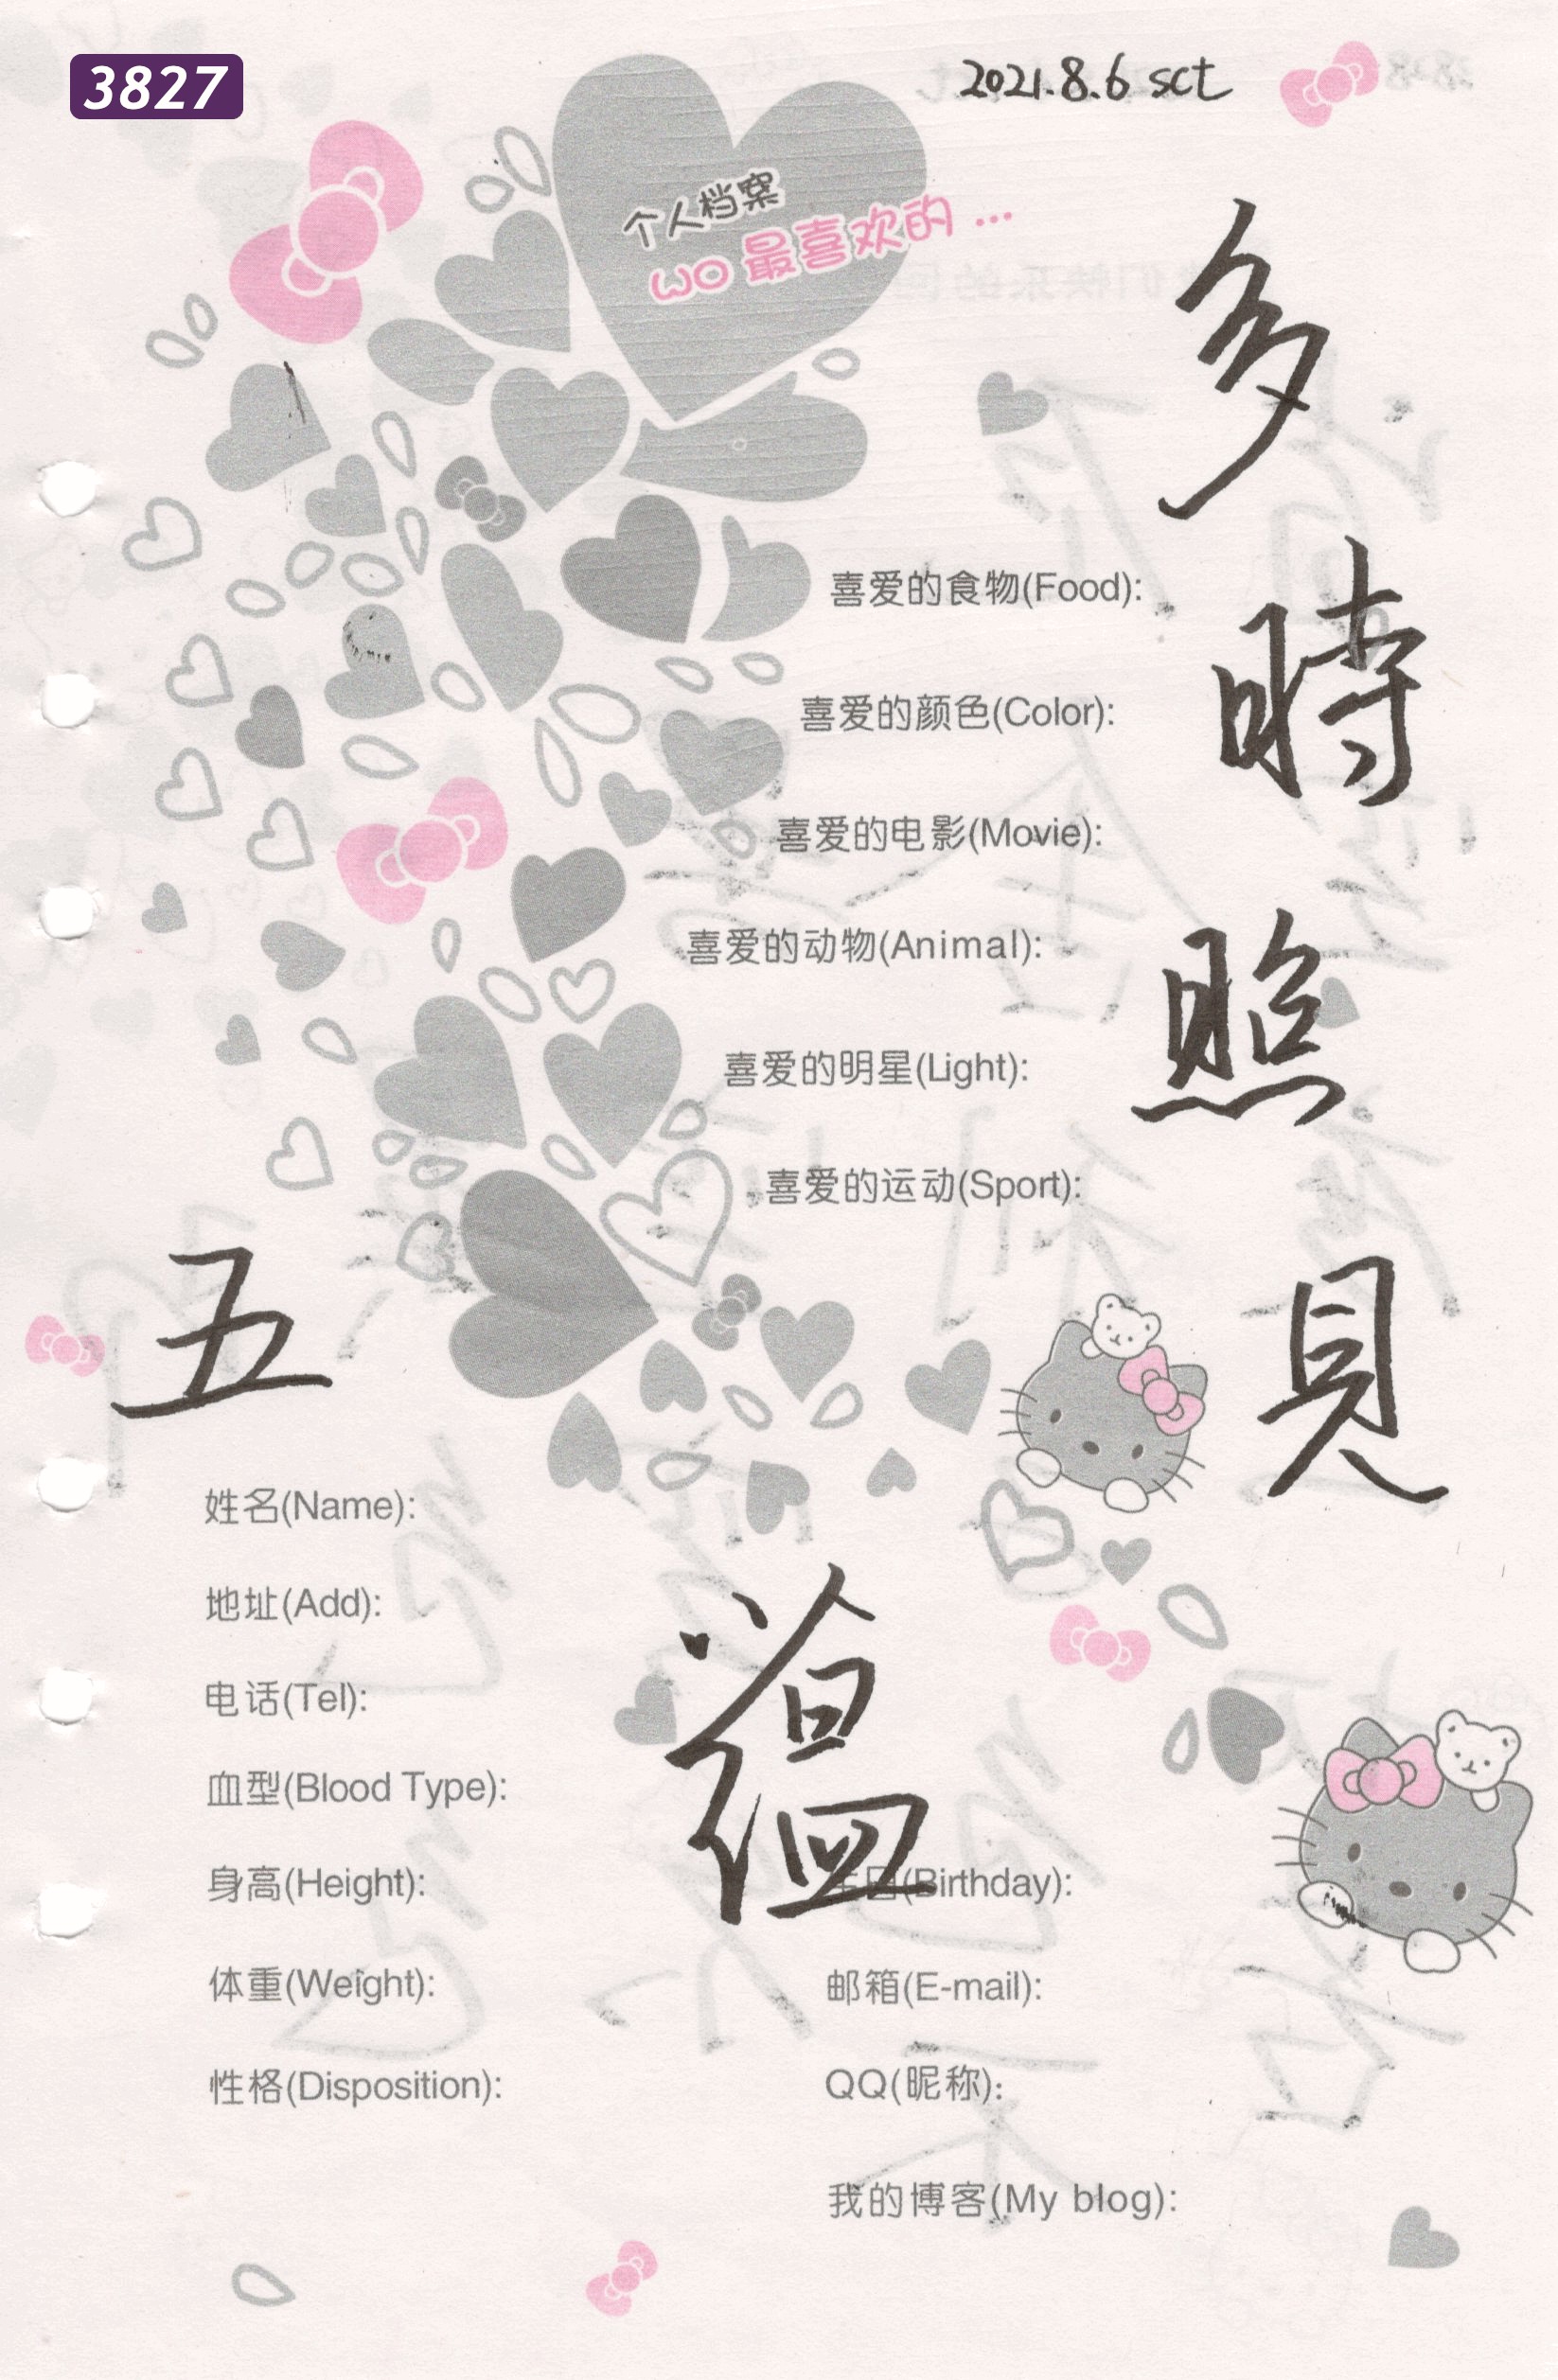 3827
2021.8.6 sct
个人档案
wo最喜欢的...
多時照見
五蘊
喜爱的食物(Food):
喜爱的颜色(Color):
喜爱的电影(Movie):
喜爱的动物(Animal):
喜爱的明星(Light):
喜爱的运动(Sport):
姓名(Name):
地址(Add):
电话(Tel):
血型(Blood Type):
身高(Height):
生日(Birthday):
体重(Weight):
邮箱(E-mail):
性格(Disposition):
QQ(昵称):
我的博客(My blog):